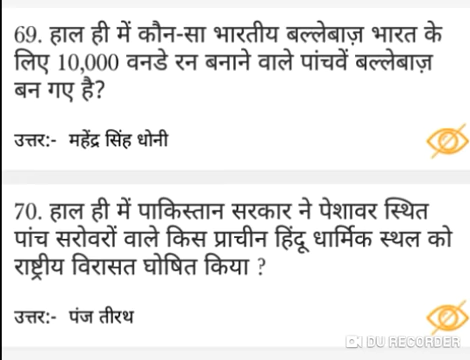 69. हाल ही में कौन-सा भारतीय बल्लेबाज़ भारत के
लिए 10,000 वनडे रन बनाने वाले पांचवें बल्लेबाज़
बन गए है?
उत्तर:- महेंद्र सिंह धोनी
70. हाल ही में पाकिस्तान सरकार ने पेशावर स्थित
पांच सरोवरों वाले किस प्राचीन हिंदू धार्मिक स्थल को
राष्ट्रीय विरासत घोषित किया ?
उत्तर:- पंज तीरथ
DU RECORDER